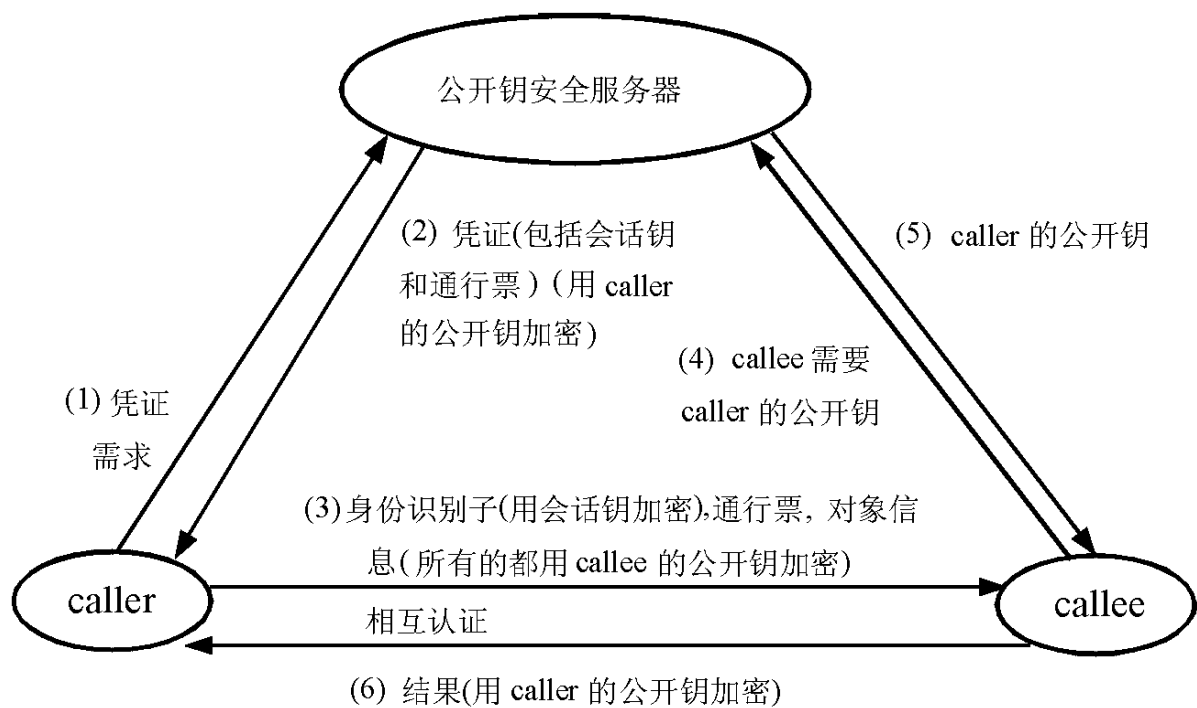 公开钥安全服务器
(2) 凭证(包括会话钥
和通行票) (用 caller
的公开钥加密)
(5) caller 的公开钥
(4) callee 需要
caller 的公开钥
(1) 凭证
需求
(3)身份识别子(用会话钥加密),通行票, 对象信
息(所有的都用 callee 的公开钥加密)
caller
callee
相互认证
(6) 结果(用 caller 的公开钥加密)